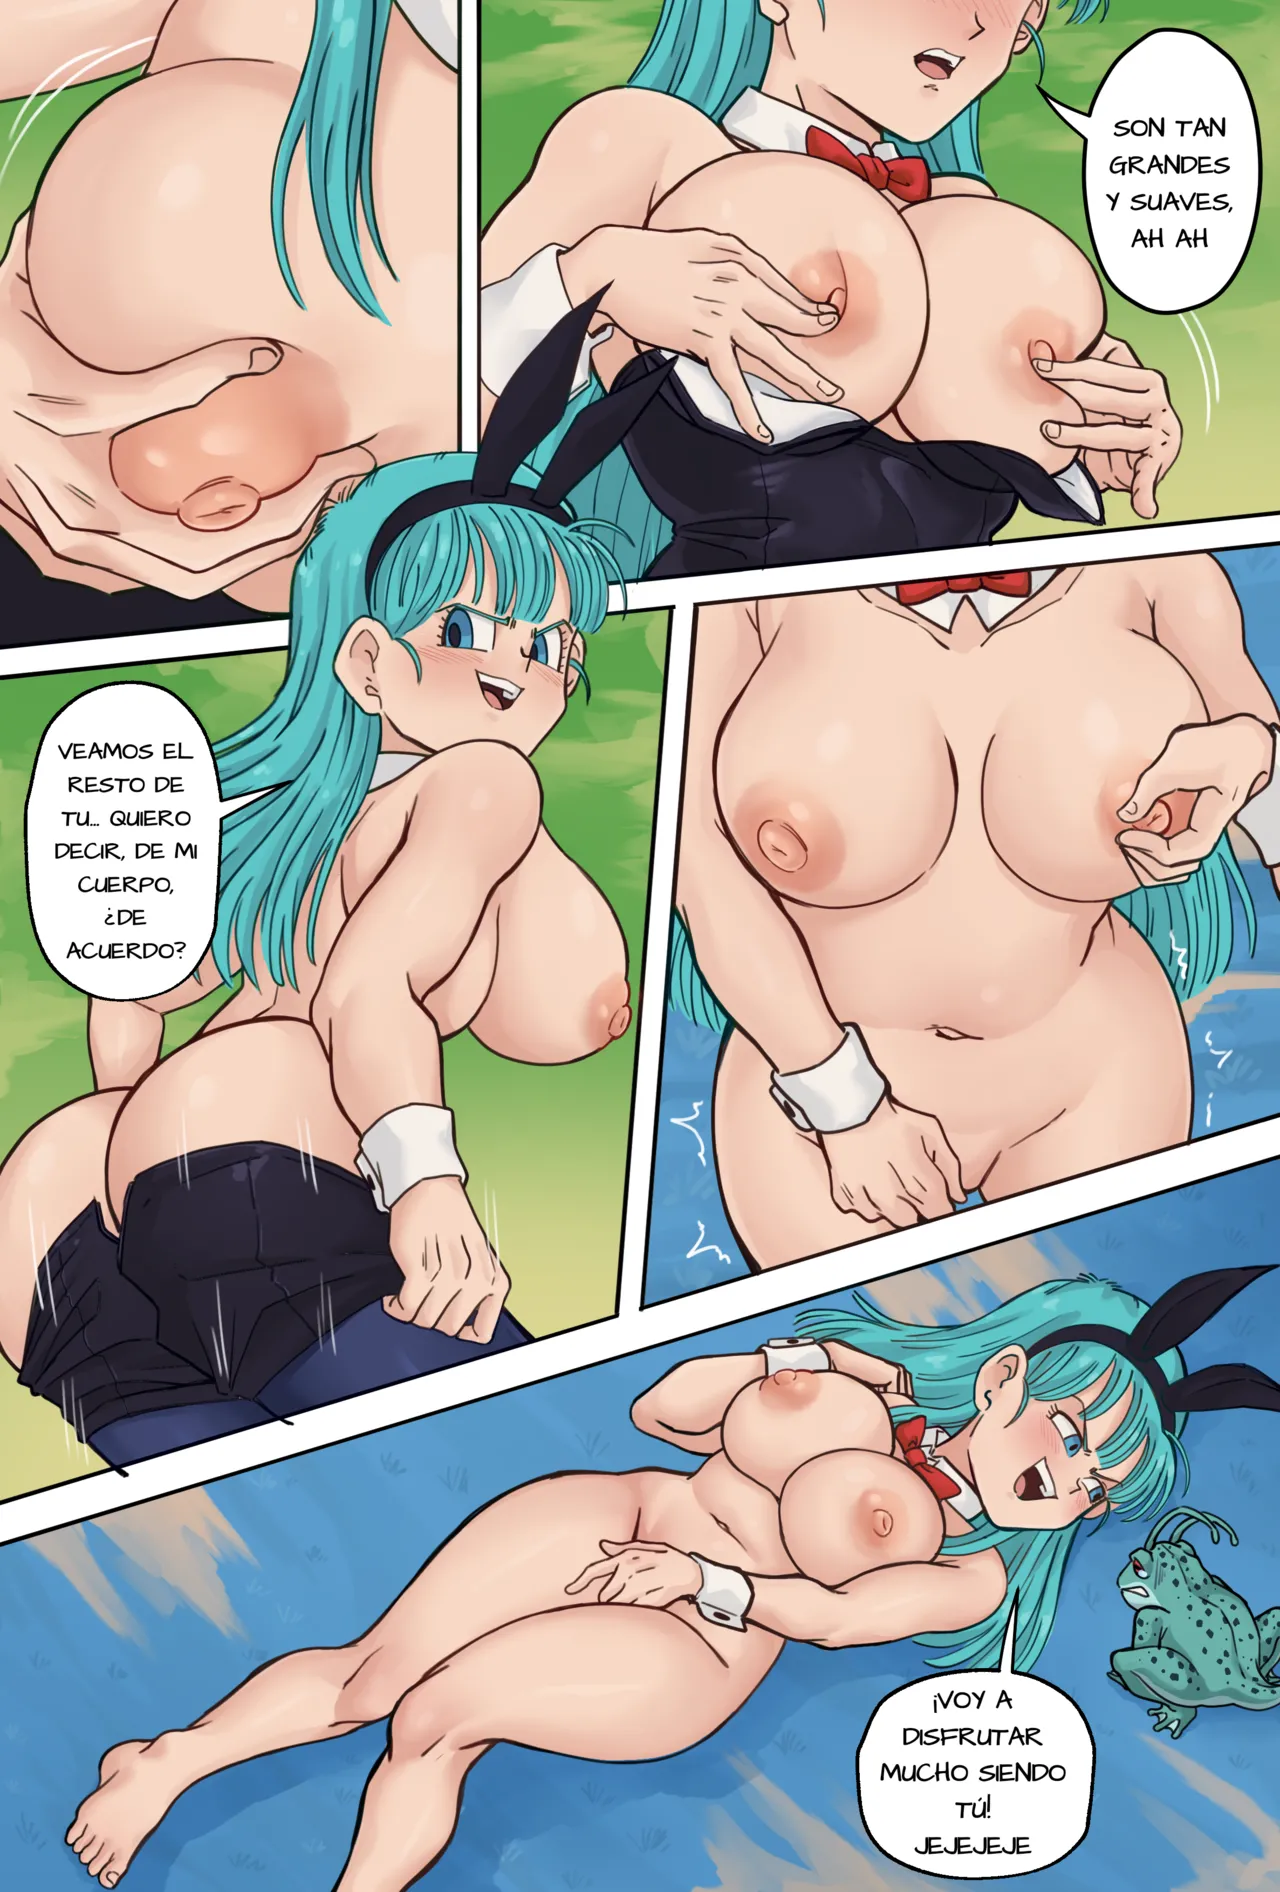 SON TAN
GRANDES
Y SUAVES,
AH AH
VEAMOS EL
RESTO DE
TU... QUIERO
DECIR, DE MI
CUERPO,
¿DE
ACUERDO?
¡VOY A
DISFRUTAR
MUCHO SIENDO
TÚ!
JEJEJEJE